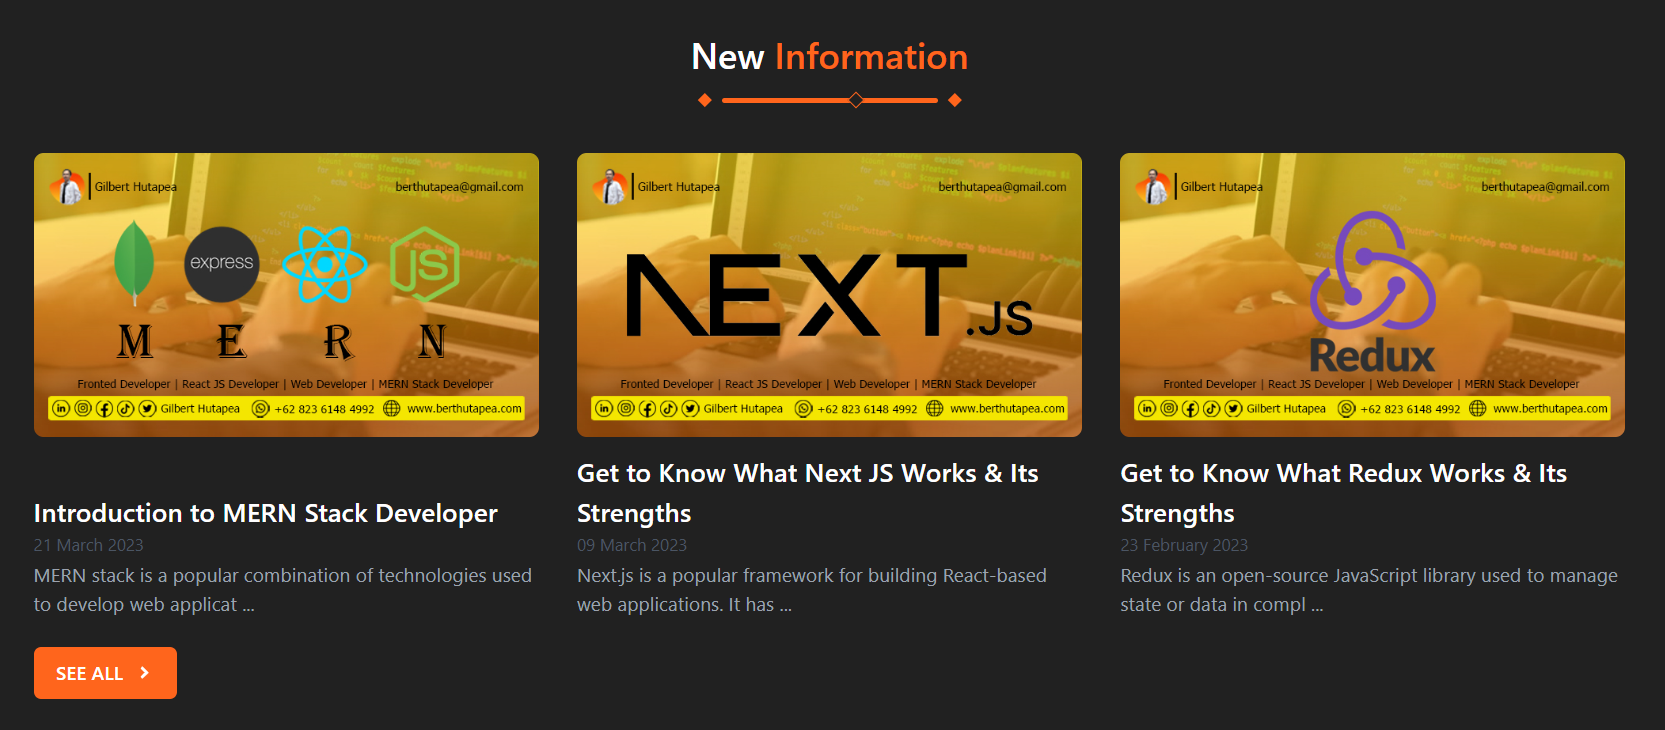 New Information
Gilbert Hutapea
berthutapea@gmail.com
express
JS
M E R N
Fronted Developer | React JS Developer | Web Developer | MERN Stack Developer
Gilbert Hutapea +62 823 6148 4992 www.berthutapea.com
Introduction to MERN Stack Developer
21 March 2023
MERN stack is a popular combination of technologies used
to develop web applicat ...
Gilbert Hutapea
berthutapea@gmail.com
NEXT.JS
Fronted Developer | React JS Developer | Web Developer | MERN Stack Developer
Gilbert Hutapea +62 823 6148 4992 www.berthutapea.com
Get to Know What Next JS Works & Its
Strengths
09 March 2023
Next.js is a popular framework for building React-based
web applications. It has ...
Gilbert Hutapea
berthutapea@gmail.com
Redux
Fronted Developer | React JS Developer | Web Developer | MERN Stack Developer
Gilbert Hutapea +62 823 6148 4992 www.berthutapea.com
Get to Know What Redux Works & Its
Strengths
23 February 2023
Redux is an open-source JavaScript library used to manage
state or data in compl ...
SEE ALL